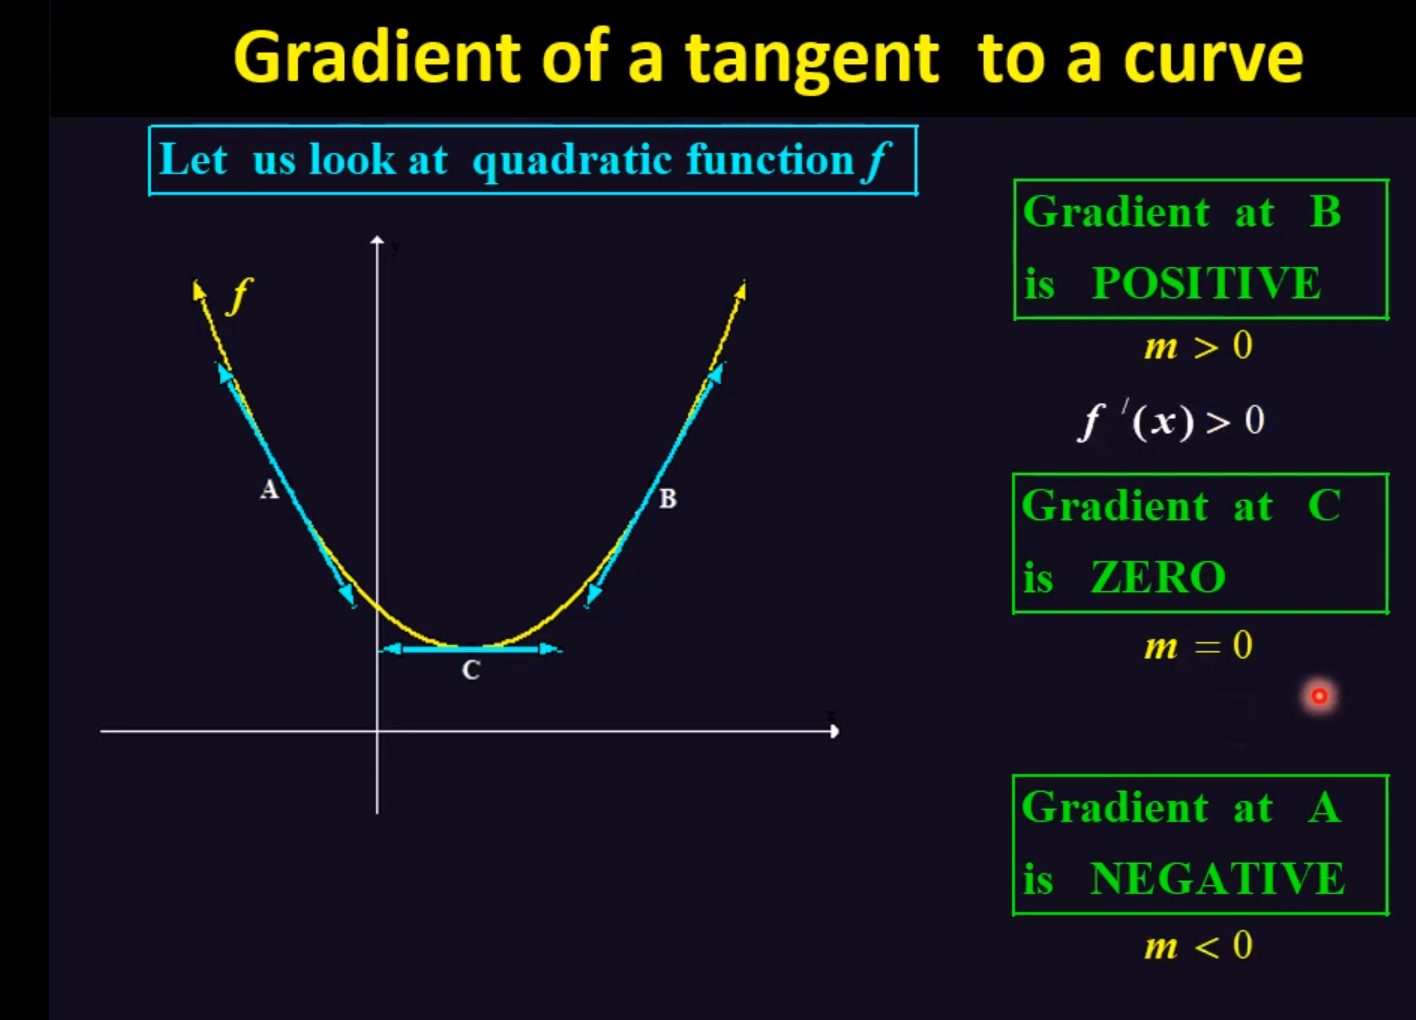 Gradient of a tangent to a curve
Let us look at quadratic function f
y
f
A
B
C
x
Gradient at B
is POSITIVE
m > 0
f ′(x) > 0
Gradient at C
is ZERO
m = 0
Gradient at A
is NEGATIVE
m < 0